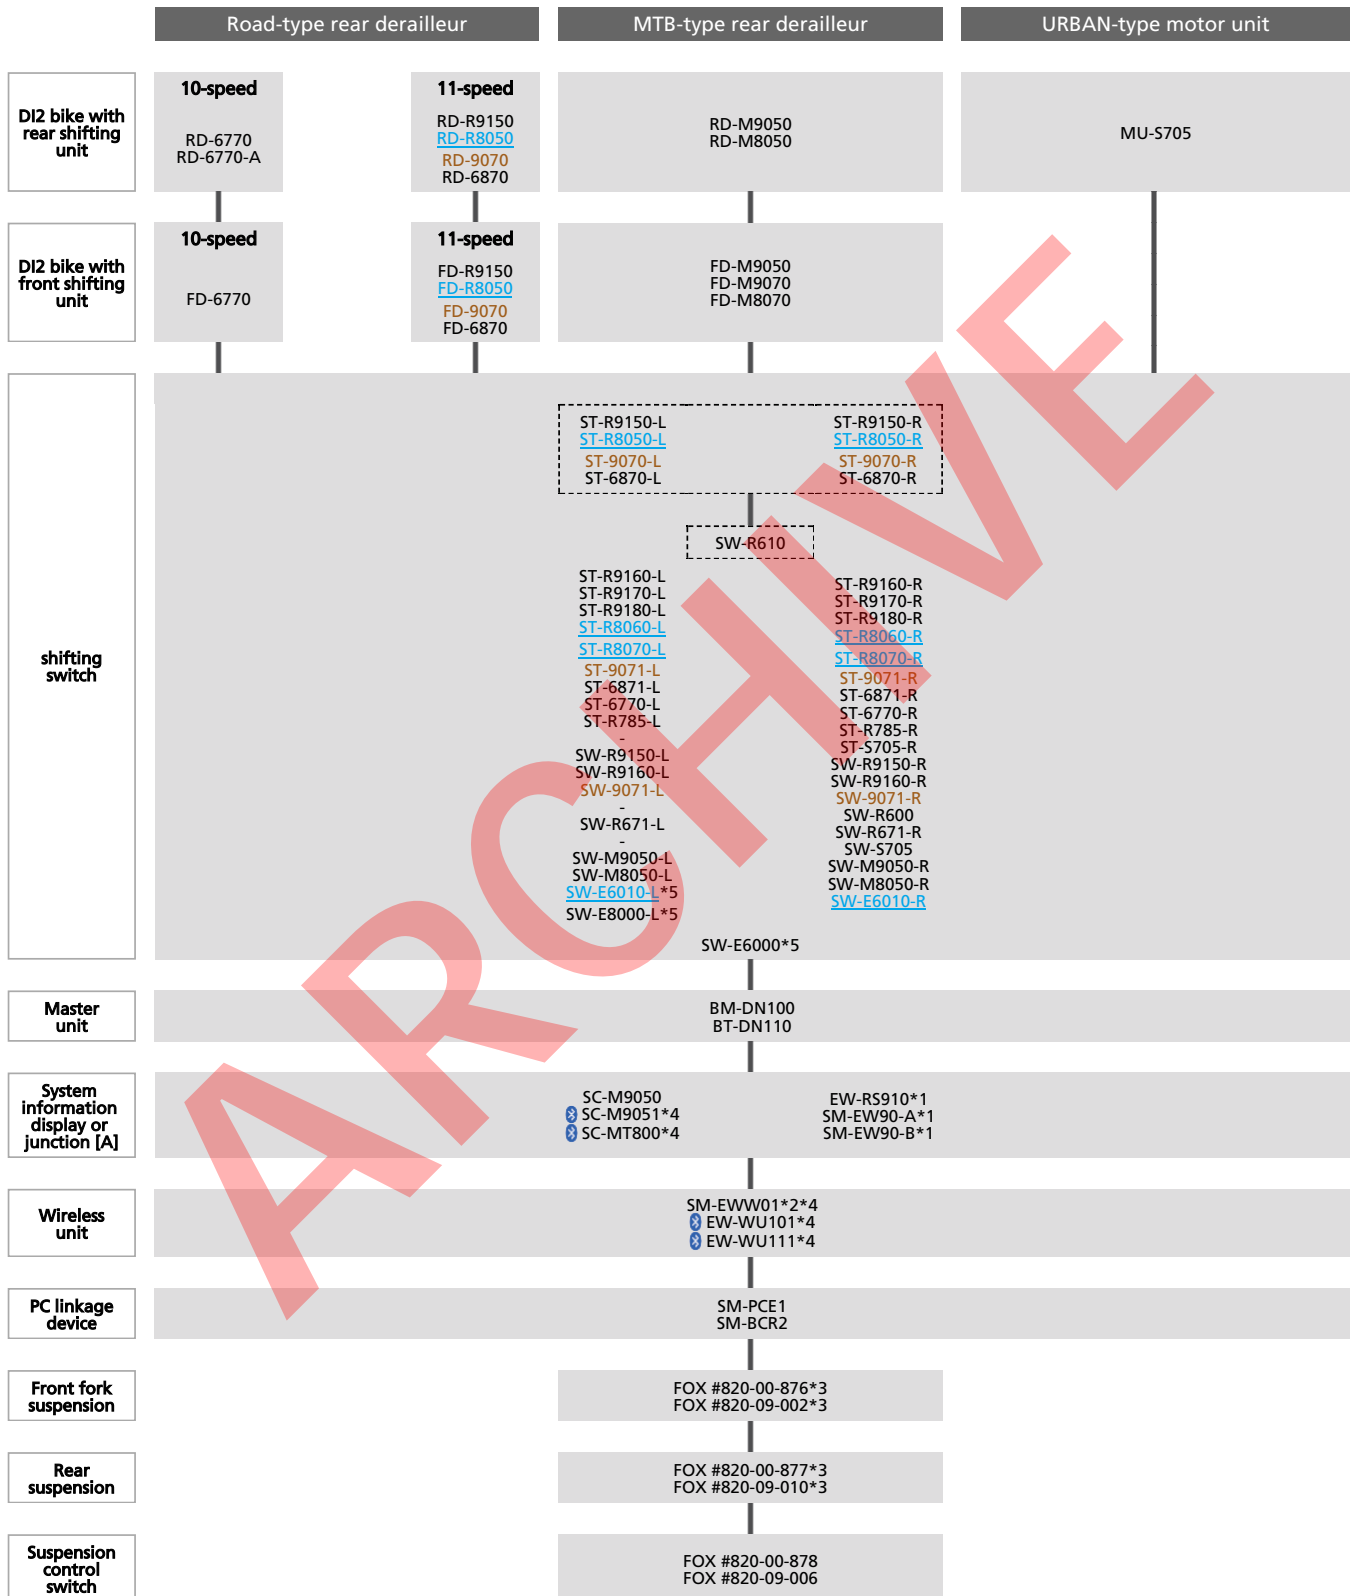 Road-type rear derailleur
MTB-type rear derailleur
URBAN-type motor unit
DI2 bike with
rear shifting
unit
10-speed
RD-6770
RD-6770-A
11-speed
RD-R9150
RD-R8050
RD-9070
RD-6870
RD-M9050
RD-M8050
MU-S705
DI2 bike with
front shifting
unit
10-speed
FD-6770
11-speed
FD-R9150
FD-R8050
FD-9070
FD-6870
FD-M9050
FD-M9070
FD-M8070
shifting
switch
ST-R9150-L
ST-R8050-L
ST-9070-L
ST-6870-L
ST-R9150-R
ST-R8050-R
ST-9070-R
ST-6870-R
SW-R610
ST-R9160-L
ST-R9170-L
ST-R9180-L
ST-R8060-L
ST-R8070-L
ST-9071-L
ST-6871-L
ST-6770-L
ST-R785-L
-
SW-R9150-L
SW-R9160-L
SW-9071-L
-
SW-R671-L
-
SW-M9050-L
SW-M8050-L
SW-E6010-L*5
SW-E8000-L*5
ST-R9160-R
ST-R9170-R
ST-R9180-R
ST-R8060-R
ST-R8070-R
ST-9071-R
ST-6871-R
ST-6770-R
ST-R785-R
ST-S705-R
SW-R9150-R
SW-R9160-R
SW-9071-R
SW-R600
SW-R671-R
SW-S705
SW-M9050-R
SW-M8050-R
SW-E6010-R
SW-E6000*5
Master
unit
BM-DN100
BT-DN110
System
information
display or
junction [A]
SC-M9050
SC-M9051*4
SC-MT800*4
EW-RS910*1
SM-EW90-A*1
SM-EW90-B*1
Wireless
unit
SM-EWW01*2*4
EW-WU101*4
EW-WU111*4
PC linkage
device
SM-PCE1
SM-BCR2
Front fork
suspension
FOX #820-00-876*3
FOX #820-09-002*3
Rear
suspension
FOX #820-00-877*3
FOX #820-09-010*3
Suspension
control
switch
FOX #820-00-878
FOX #820-09-006
ARCHIVE